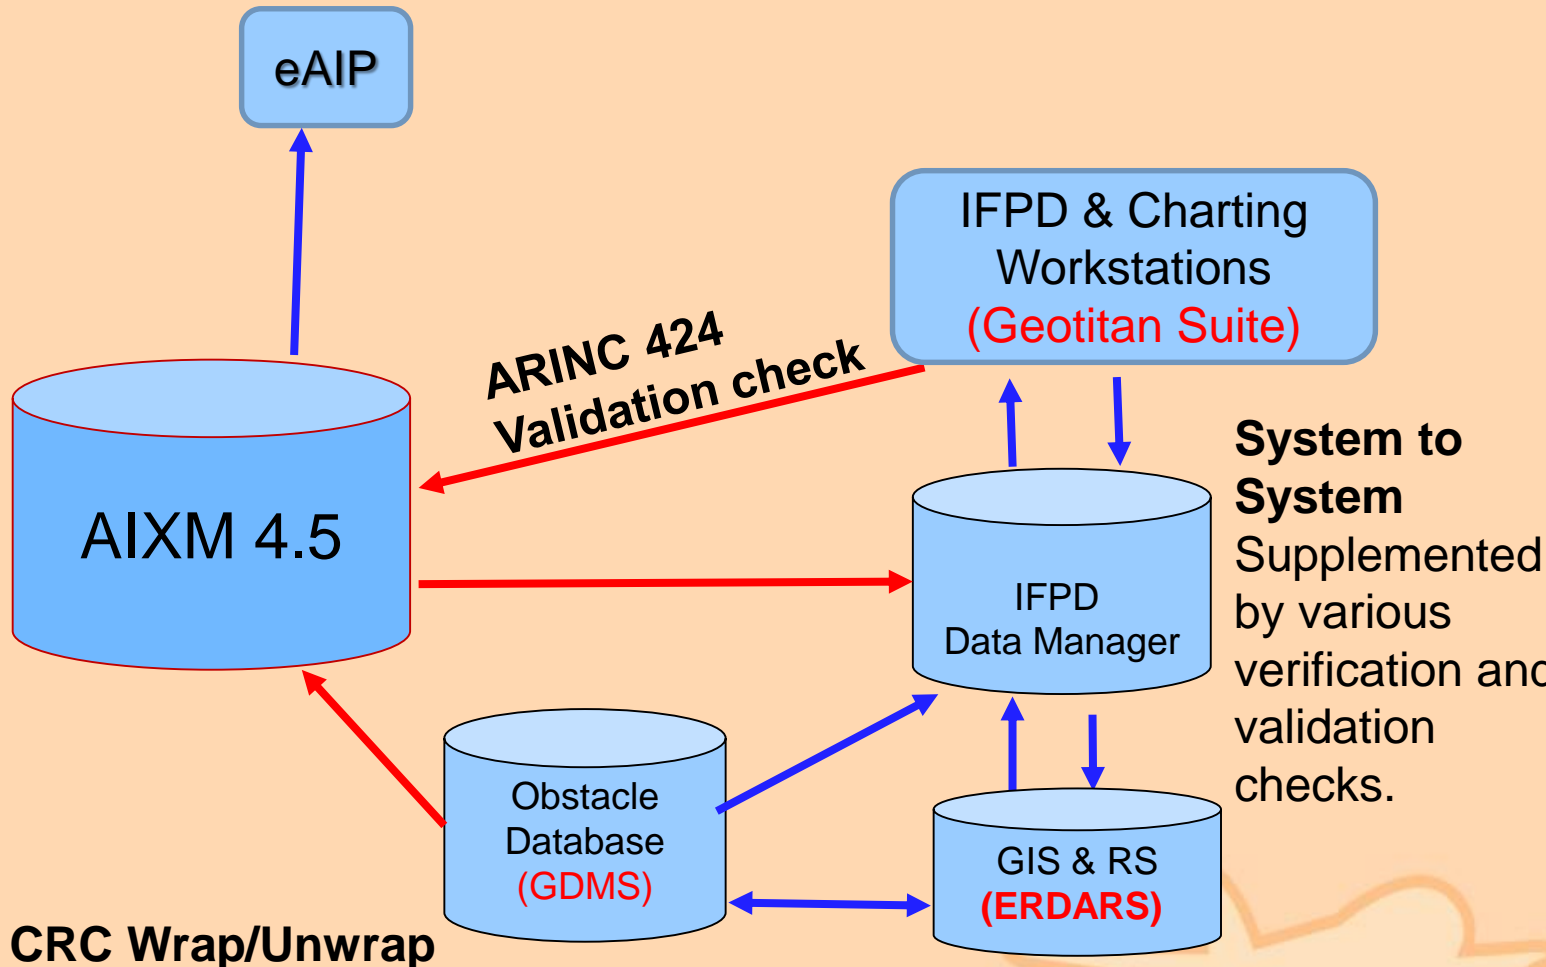 eAIP
IFPD & Charting
Workstations
(Geotitan Suite)
ARINC 424
Validation check
AIXM 4.5
System to
System
Supplemented
by various
verification and
validation
checks.
IFPD
Data Manager
Obstacle
Database
(GDMS)
GIS & RS
(ERDARS)
CRC Wrap/Unwrap